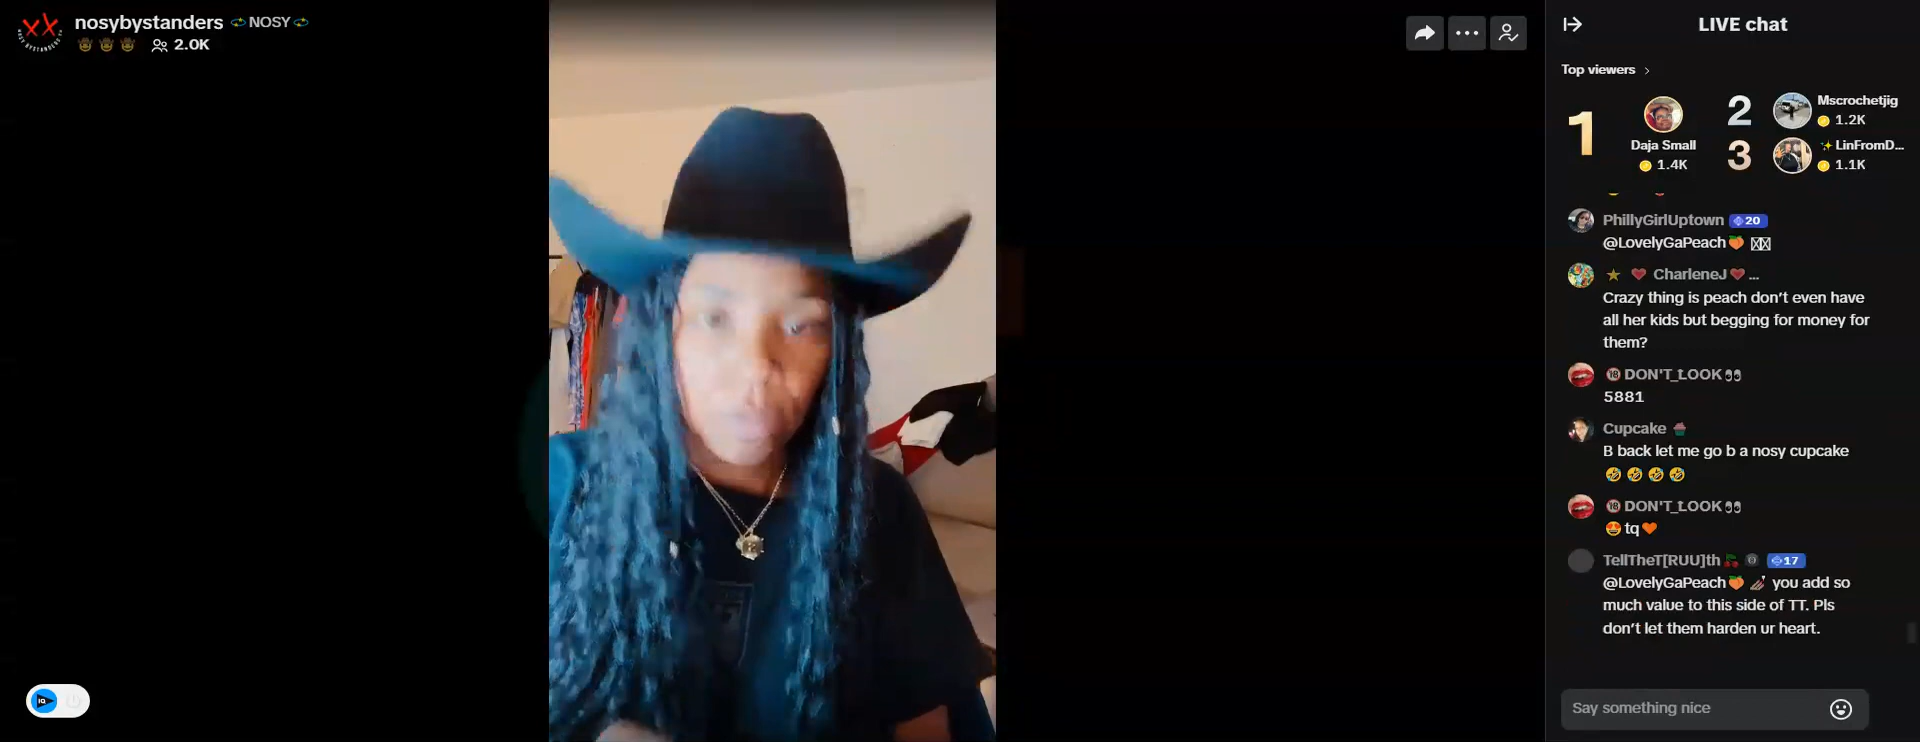 nosybystanders NOSY
2.0K
LIVE chat
Top viewers
1
Daja Small
1.4K
2
Mscrochetjig
1.2K
3
LinFromD...
1.1K
PhillyGirlUptown 20
@LovelyGaPeach🍑
CharleneJ❤ ...
Crazy thing is peach don't even have
all her kids but begging for money for
them?
🔞 DON'T_LOOK👀
5881
Cupcake 🧁
B back let me go b a nosy cupcake
🤣 🤣 🤣 🤣
🔞 DON'T_LOOK👀
😍 tq🧡
TellTheT[RUU]th🍒 17
@LovelyGaPeach🍑 💅🏽 you add so
much value to this side of TT. Pls
don't let them harden ur heart.
Say something nice